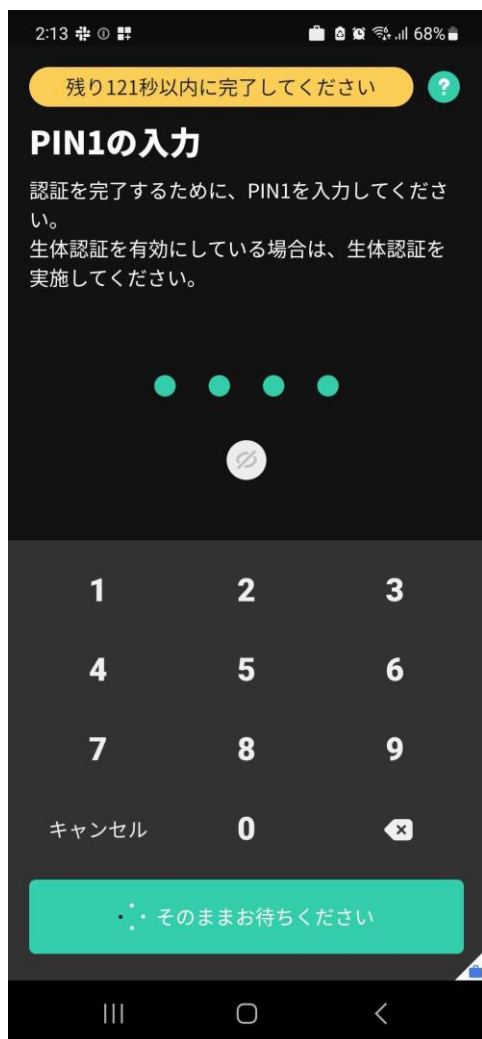 2:13
68%
残り121秒以内に完了してください
?
PIN1の入力
認証を完了するために、PIN1を入力してくださ
い。
生体認証を有効にしている場合は、生体認証を
実施してください。
1 2 3
4 5 6
7 8 9
キャンセル 0
そのままお待ちください